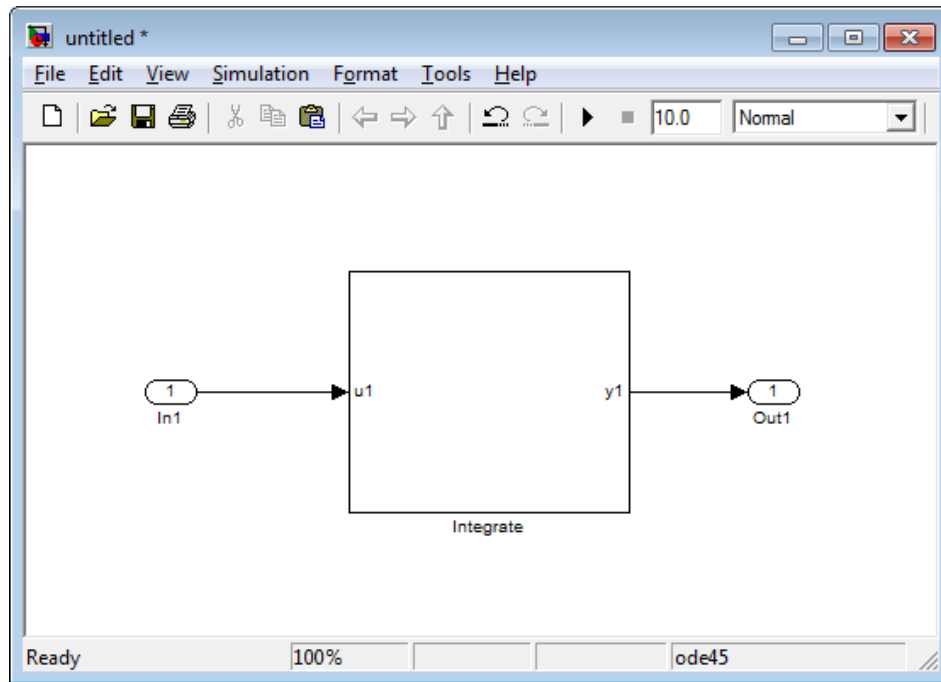 untitled *
File Edit View Simulation Format Tools Help
10.0 Normal
1 u1 y1 1
In1 Out1
Integrate
Ready 100% ode45